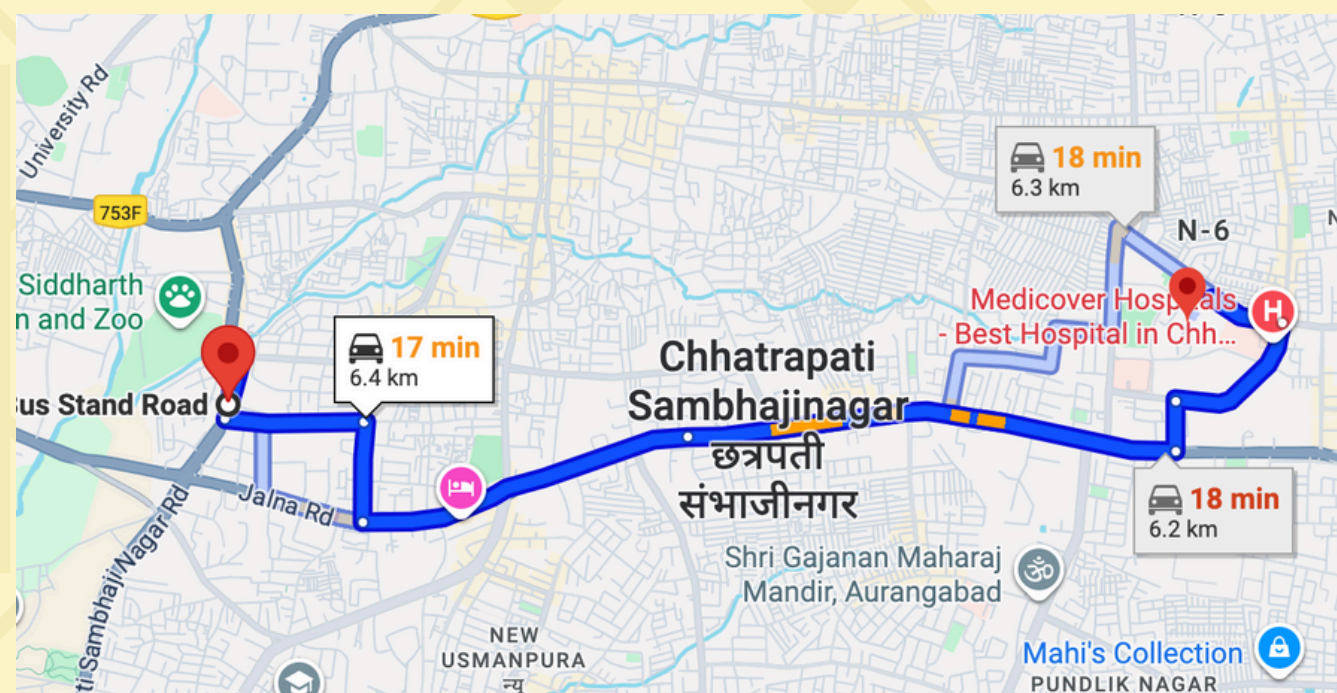 University Rd
753F
Siddharth
n and Zoo
18 min
6.3 km
N-6
Medicover Hospitals
- Best Hospital in Chh...
H
17 min
6.4 km
Bus Stand Road
Chhatrapati
Sambhajinagar
छत्रपती
संभाजीनगर
Jalna Rd
ti Sambhaji Nagar Rd
18 min
6.2 km
Shri Gajanan Maharaj
Mandir, Aurangabad
ॐ
NEW
USMANPURA
न्यू
Mahi's Collection
PUNDLIK NAGAR